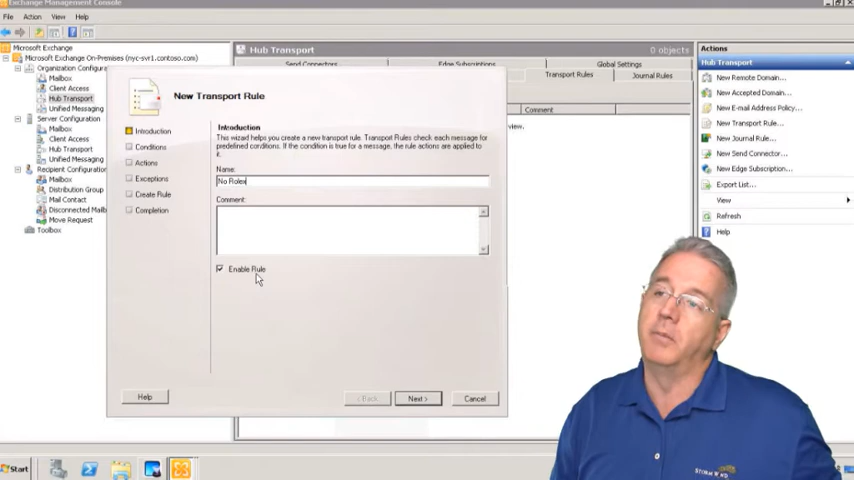 Exchange Management Console
File Action View Help
Microsoft Exchange
Microsoft Exchange On-Premises (nyc-svr1.contoso.com)
Organization Configura
Mailbox
Client Access
Hub Transport
Unified Messaging
Server Configuration
Mailbox
Client Access
Hub Transport
Unified Messaging
Recipient Configuration
Mailbox
Distribution Group
Mail Contact
Disconnected Mailb
Move Request
Toolbox
Hub Transport
0 objects
Send Connectors
Edge Subscriptions
Global Settings
Transport Rules
Journal Rules
Comment
view.
New Transport Rule
Introduction
Conditions
Actions
Exceptions
Create Rule
Completion
Introduction
This wizard helps you create a new transport rule. Transport Rules check each message for
predefined conditions. If the condition is true for a message, the rule actions are applied to
it.
Name:
No Rolex
Comment:
Enable Rule
Help
< Back
Next >
Cancel
Actions
Hub Transport
New Remote Domain...
New Accepted Domain...
New E-mail Address Policy...
New Transport Rule...
New Journal Rule...
New Send Connector...
New Edge Subscription...
Export List...
View
Refresh
Help
Start
STORMWIND